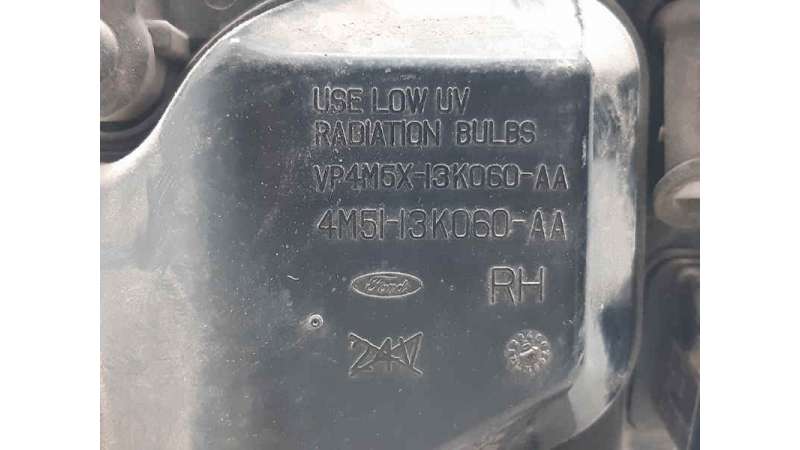 USE LOW UV
RADIATION BULBS
VP4M5X-13K060-AA
4M51-13K060-AA
Ford RH
24V